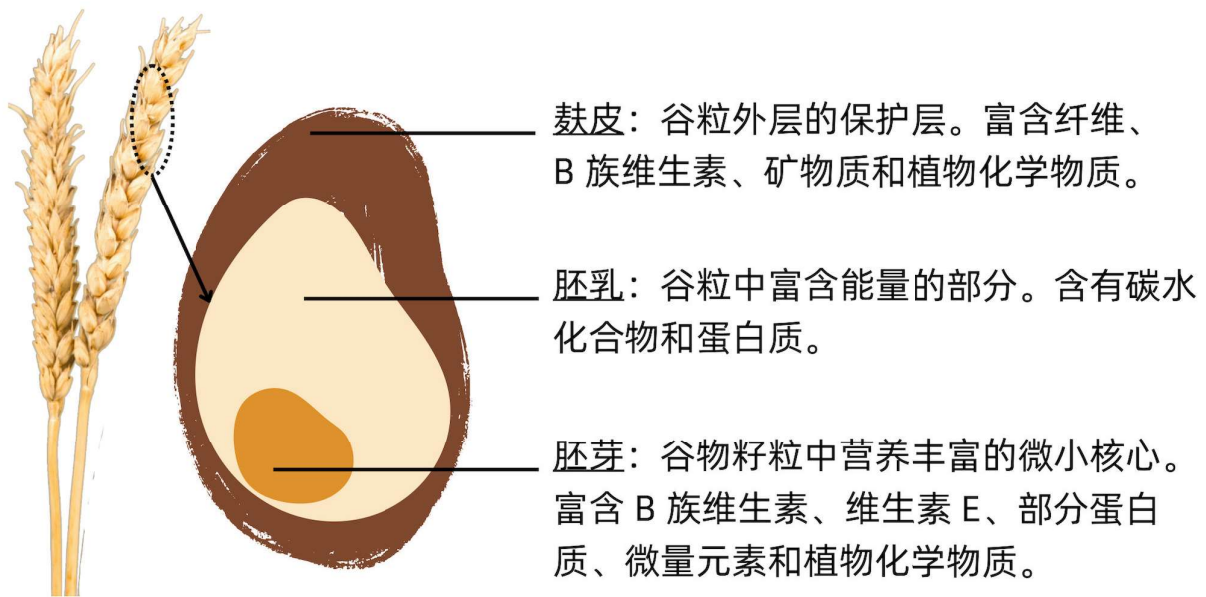 麸皮：谷粒外层的保护层。富含纤维、
B 族维生素、矿物质和植物化学物质。
胚乳：谷粒中富含能量的部分。含有碳水
化合物和蛋白质。
胚芽：谷物籽粒中营养丰富的微小核心。
富含 B 族维生素、维生素 E、部分蛋白
质、微量元素和植物化学物质。